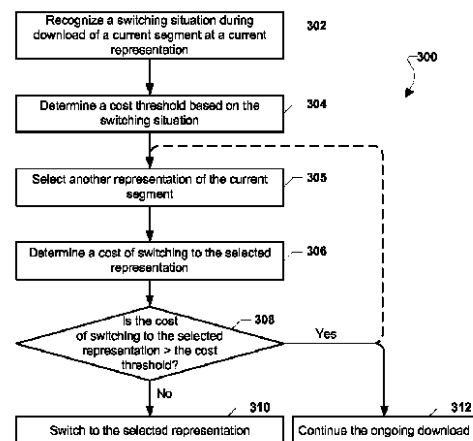 Recognize a switching situation during
download of a current segment at a current
representation
302
300
Determine a cost threshold based on the
switching situation
304
Select another representation of the current
segment
305
Determine a cost of switching to the selected
representation
306
Is the cost
of switching to the selected
representation > the cost
threshold?
308
Yes
No
310
Switch to the selected representation
312
Continue the ongoing download